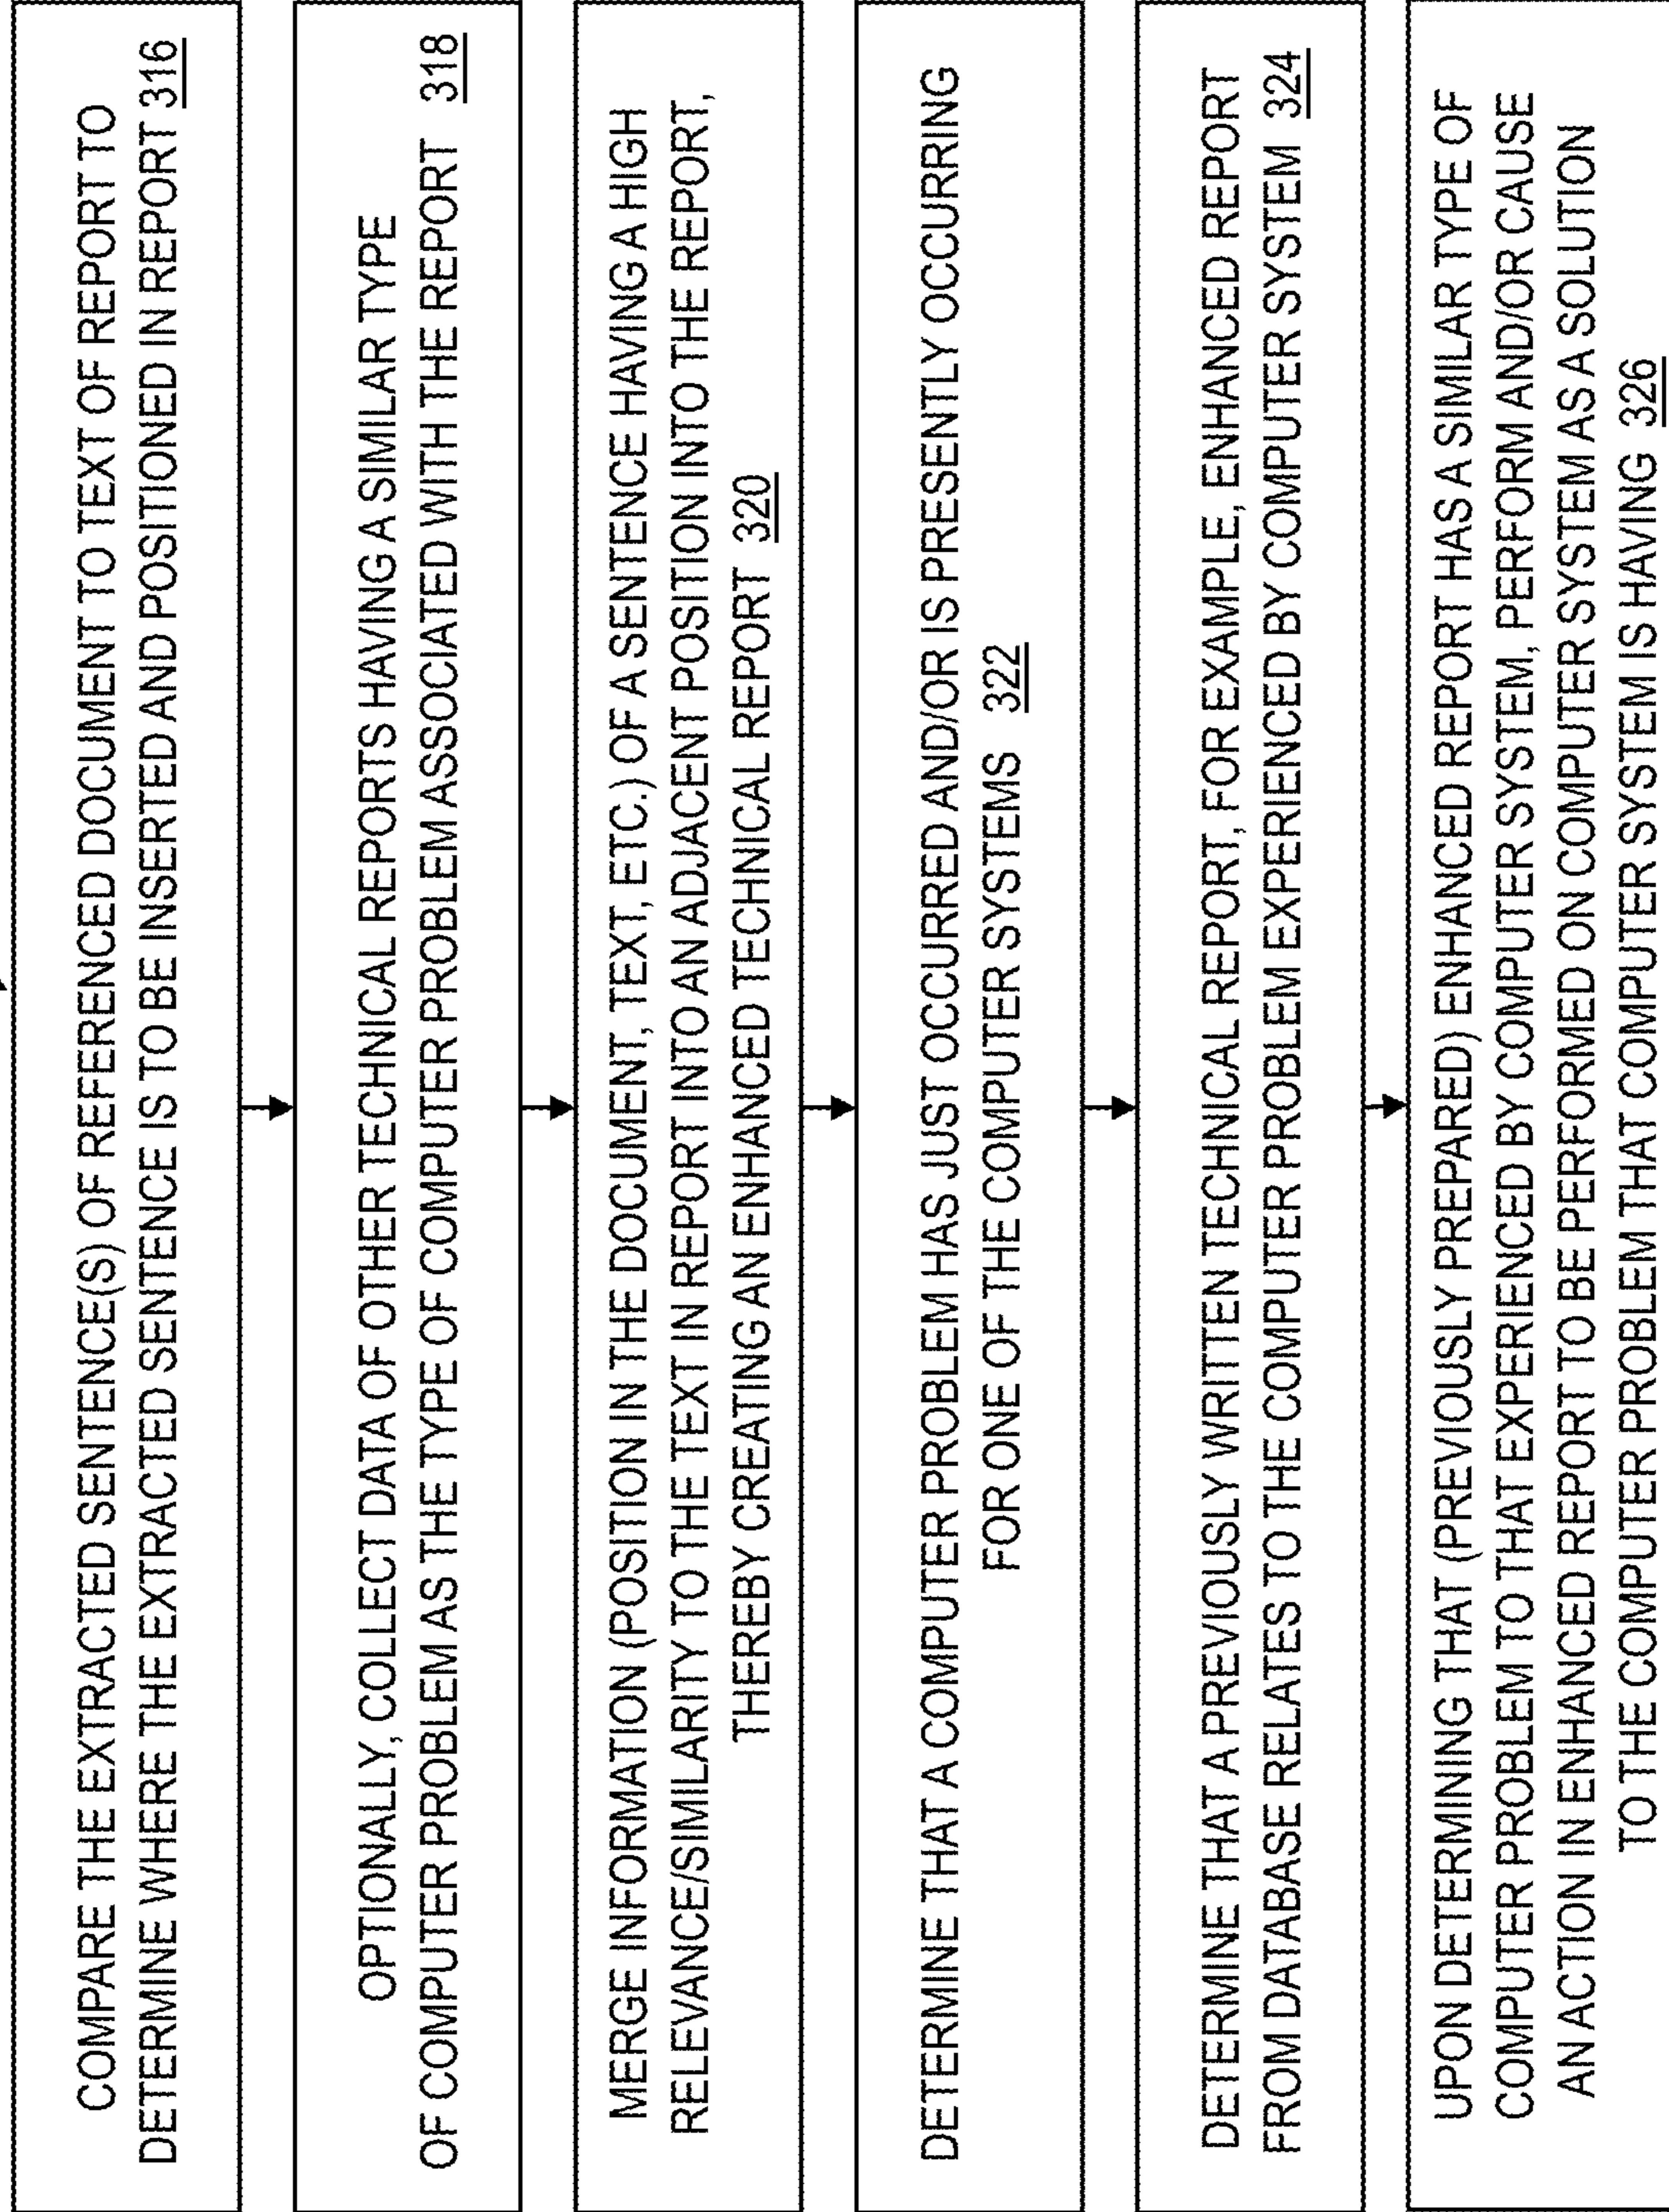 COMPARE THE EXTRACTED SENTENCE(S) OF REFERENCED DOCUMENT TO TEXT OF REPORT TO
DETERMINE WHERE THE EXTRACTED SENTENCE IS TO BE INSERTED AND POSITIONED IN REPORT 316
OPTIONALLY, COLLECT DATA OF OTHER TECHNICAL REPORTS HAVING A SIMILAR TYPE
OF COMPUTER PROBLEM AS THE TYPE OF COMPUTER PROBLEM ASSOCIATED WITH THE REPORT 318
MERGE INFORMATION (POSITION IN THE DOCUMENT, TEXT, ETC.) OF A SENTENCE HAVING A HIGH
RELEVANCE/SIMILARITY TO THE TEXT IN REPORT INTO AN ADJACENT POSITION INTO THE REPORT,
THEREBY CREATING AN ENHANCED TECHNICAL REPORT 320
DETERMINE THAT A COMPUTER PROBLEM HAS JUST OCCURRED AND/OR IS PRESENTLY OCCURRING
FOR ONE OF THE COMPUTER SYSTEMS 322
DETERMINE THAT A PREVIOUSLY WRITTEN TECHNICAL REPORT, FOR EXAMPLE, ENHANCED REPORT
FROM DATABASE RELATES TO THE COMPUTER PROBLEM EXPERIENCED BY COMPUTER SYSTEM 324
UPON DETERMINING THAT (PREVIOUSLY PREPARED) ENHANCED REPORT HAS A SIMILAR TYPE OF
COMPUTER PROBLEM TO THAT EXPERIENCED BY COMPUTER SYSTEM, PERFORM AND/OR CAUSE
AN ACTION IN ENHANCED REPORT TO BE PERFORMED ON COMPUTER SYSTEM AS A SOLUTION
TO THE COMPUTER PROBLEM THAT COMPUTER SYSTEM IS HAVING 326